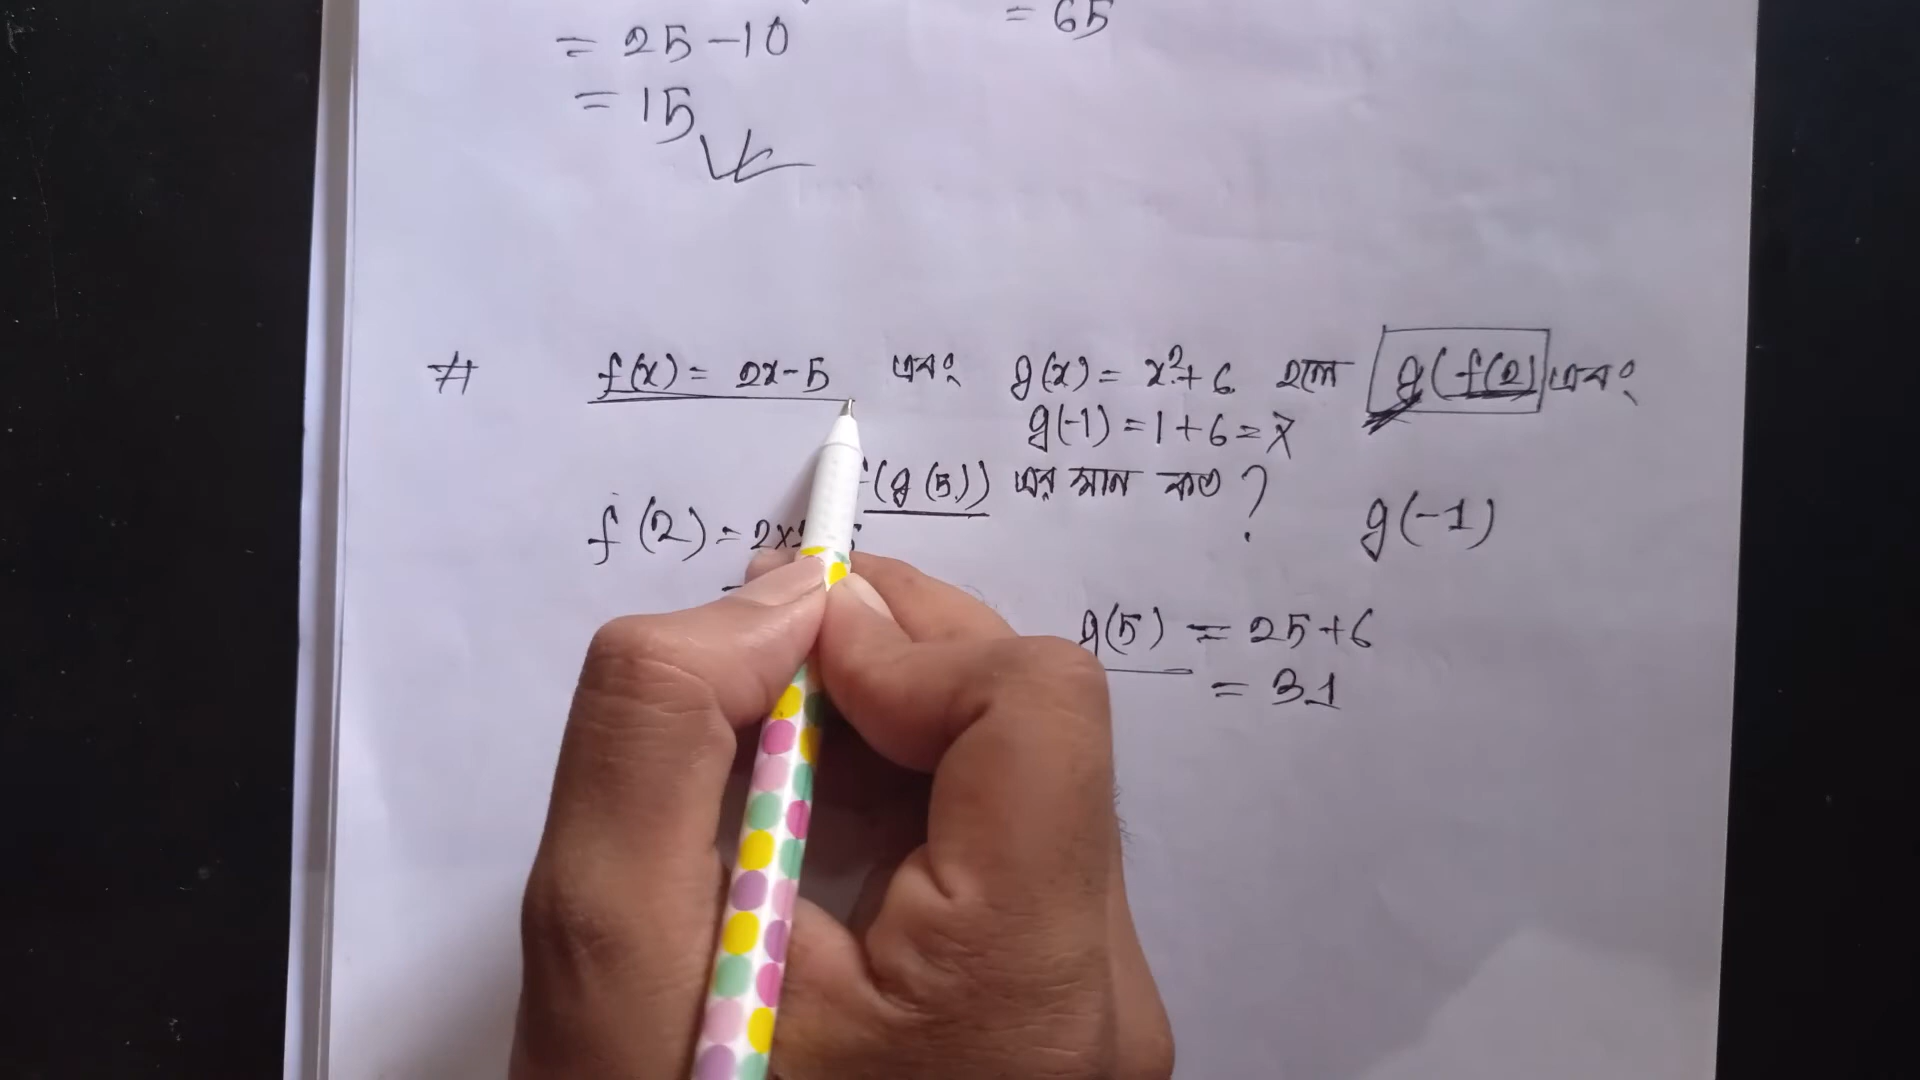 = 65
= 25 - 10
= 15
# f(x) = 2x - 5 এবং g(x) = x² + 6 হলে g(f(2) এবং
g(-1) = 1 + 6 = 7
(g(5)) এর মান কত ?
f(2) = 2x
g(-1)
g(5) = 25 + 6
= 31